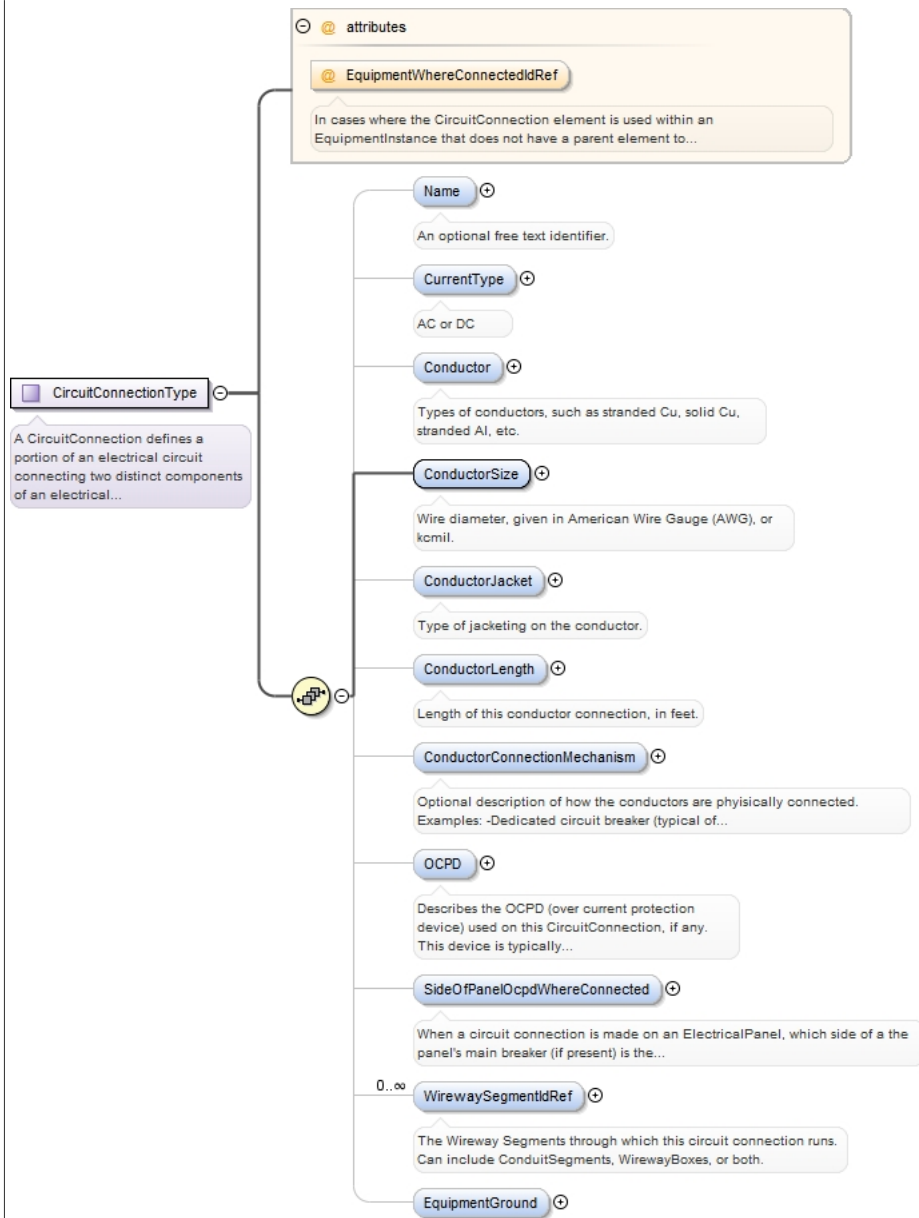 @ attributes
@ EquipmentWhereConnectedIdRef
In cases where the CircuitConnection element is used within an
EquipmentInstance that does not have a parent element to...
Name
An optional free text identifier.
CurrentType
AC or DC
Conductor
Types of conductors, such as stranded Cu, solid Cu,
stranded Al, etc.
CircuitConnectionType
A CircuitConnection defines a
portion of an electrical circuit
connecting two distinct components
of an electrical...
ConductorSize
Wire diameter, given in American Wire Gauge (AWG), or
kcmil.
ConductorJacket
Type of jacketing on the conductor.
ConductorLength
Length of this conductor connection, in feet.
ConductorConnectionMechanism
Optional description of how the conductors are phyisically connected.
Examples: -Dedicated circuit breaker (typical of...
OCPD
Describes the OCPD (over current protection
device) used on this CircuitConnection, if any.
This device is typically...
SideOfPanelOcpdWhereConnected
When a circuit connection is made on an ElectricalPanel, which side of a the
panel's main breaker (if present) is the...
0..∞
WirewaySegmentIdRef
The Wireway Segments through which this circuit connection runs.
Can include ConduitSegments, WirewayBoxes, or both.
EquipmentGround